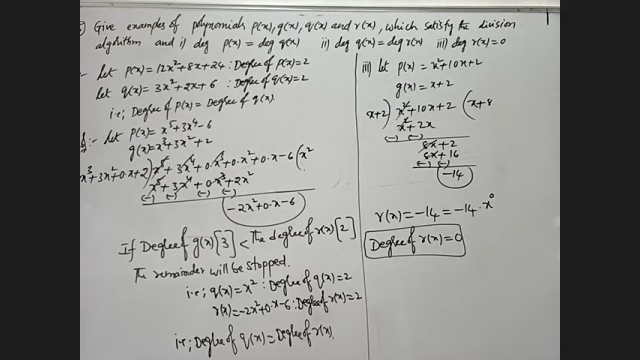 Give examples of polynomials p(x), g(x), q(x) and r(x), which satisfy the division
algorithm and i) deg p(x) = deg q(x) ii) deg q(x) = deg r(x) iii) deg r(x) = 0
let p(x) = 12x² + 8x + 24 : Degree of p(x) = 2
let q(x) = 3x² + 2x + 6 : Degree of q(x) = 2
i.e; Degree of p(x) = Degree of q(x).
let p(x) = x⁵ + 3x⁴ - 6
g(x) = x³ + 3x² + 2
x³ + 3x² + 0·x + 2) x⁵ + 3x⁴ + 0·x³ + 0·x² + 0·x - 6 (x²
x⁵ + 3x⁴ + 0·x³ + 2x²
(-) (-) (-) (-)
-2x² + 0·x - 6
If Degree of g(x) [3] < The degree of r(x) [2]
The remainder will be stopped.
i.e; q(x) = x² : Degree of q(x) = 2
r(x) = -2x² + 0·x - 6 : Degree of r(x) = 2
i.e; Degree of q(x) = Degree of r(x).
iii) let p(x) = x² + 10x + 2
g(x) = x + 2
x+2) x² + 10x + 2 (x + 8
x² + 2x
(-) (-)
8x + 2
8x + 16
(-) (-)
-14
r(x) = -14 = -14·x⁰
Degree of r(x) = 0